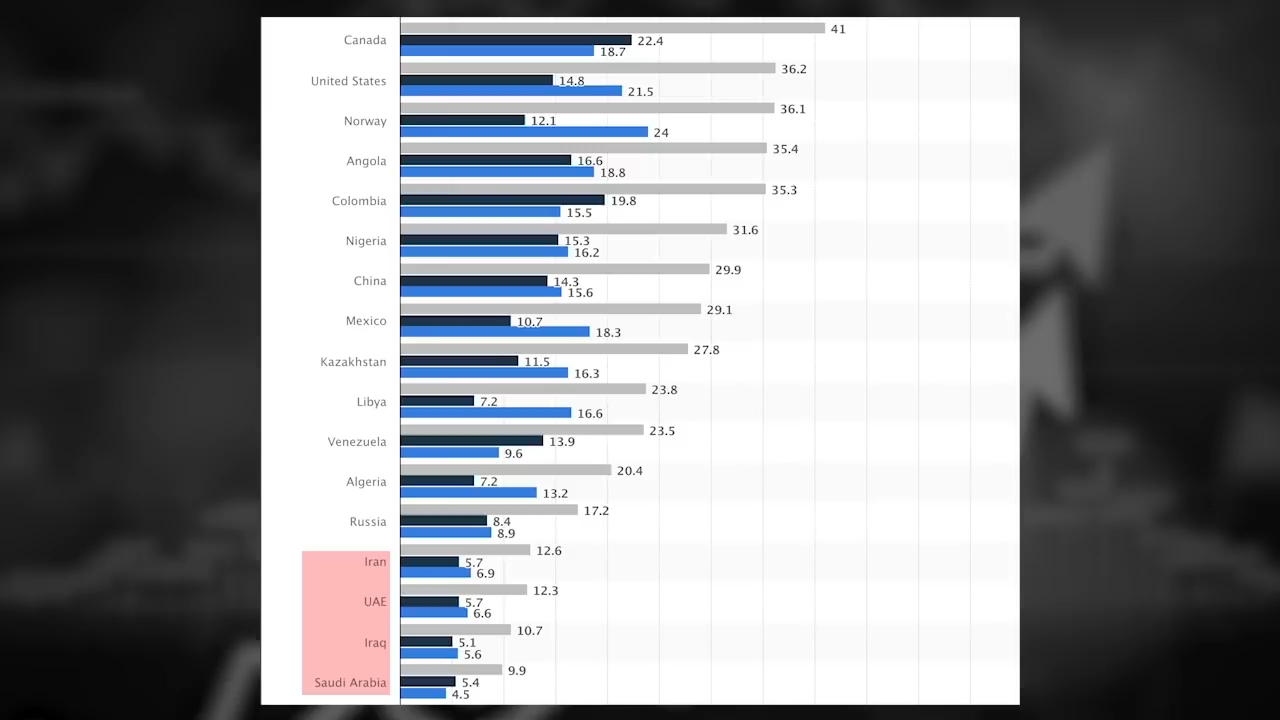 41
Canada 22.4
18.7
36.2
United States 14.8
21.5
36.1
Norway 12.1
24
35.4
Angola 16.6
18.8
35.3
Colombia 19.8
15.5
31.6
Nigeria 15.3
16.2
29.9
China 14.3
15.6
29.1
Mexico 10.7
18.3
27.8
Kazakhstan 11.5
16.3
23.8
Libya 7.2
16.6
23.5
Venezuela 13.9
9.6
20.4
Algeria 7.2
13.2
17.2
Russia 8.4
8.9
12.6
Iran 5.7
6.9
12.3
UAE 5.7
6.6
10.7
Iraq 5.1
5.6
9.9
Saudi Arabia 5.4
4.5